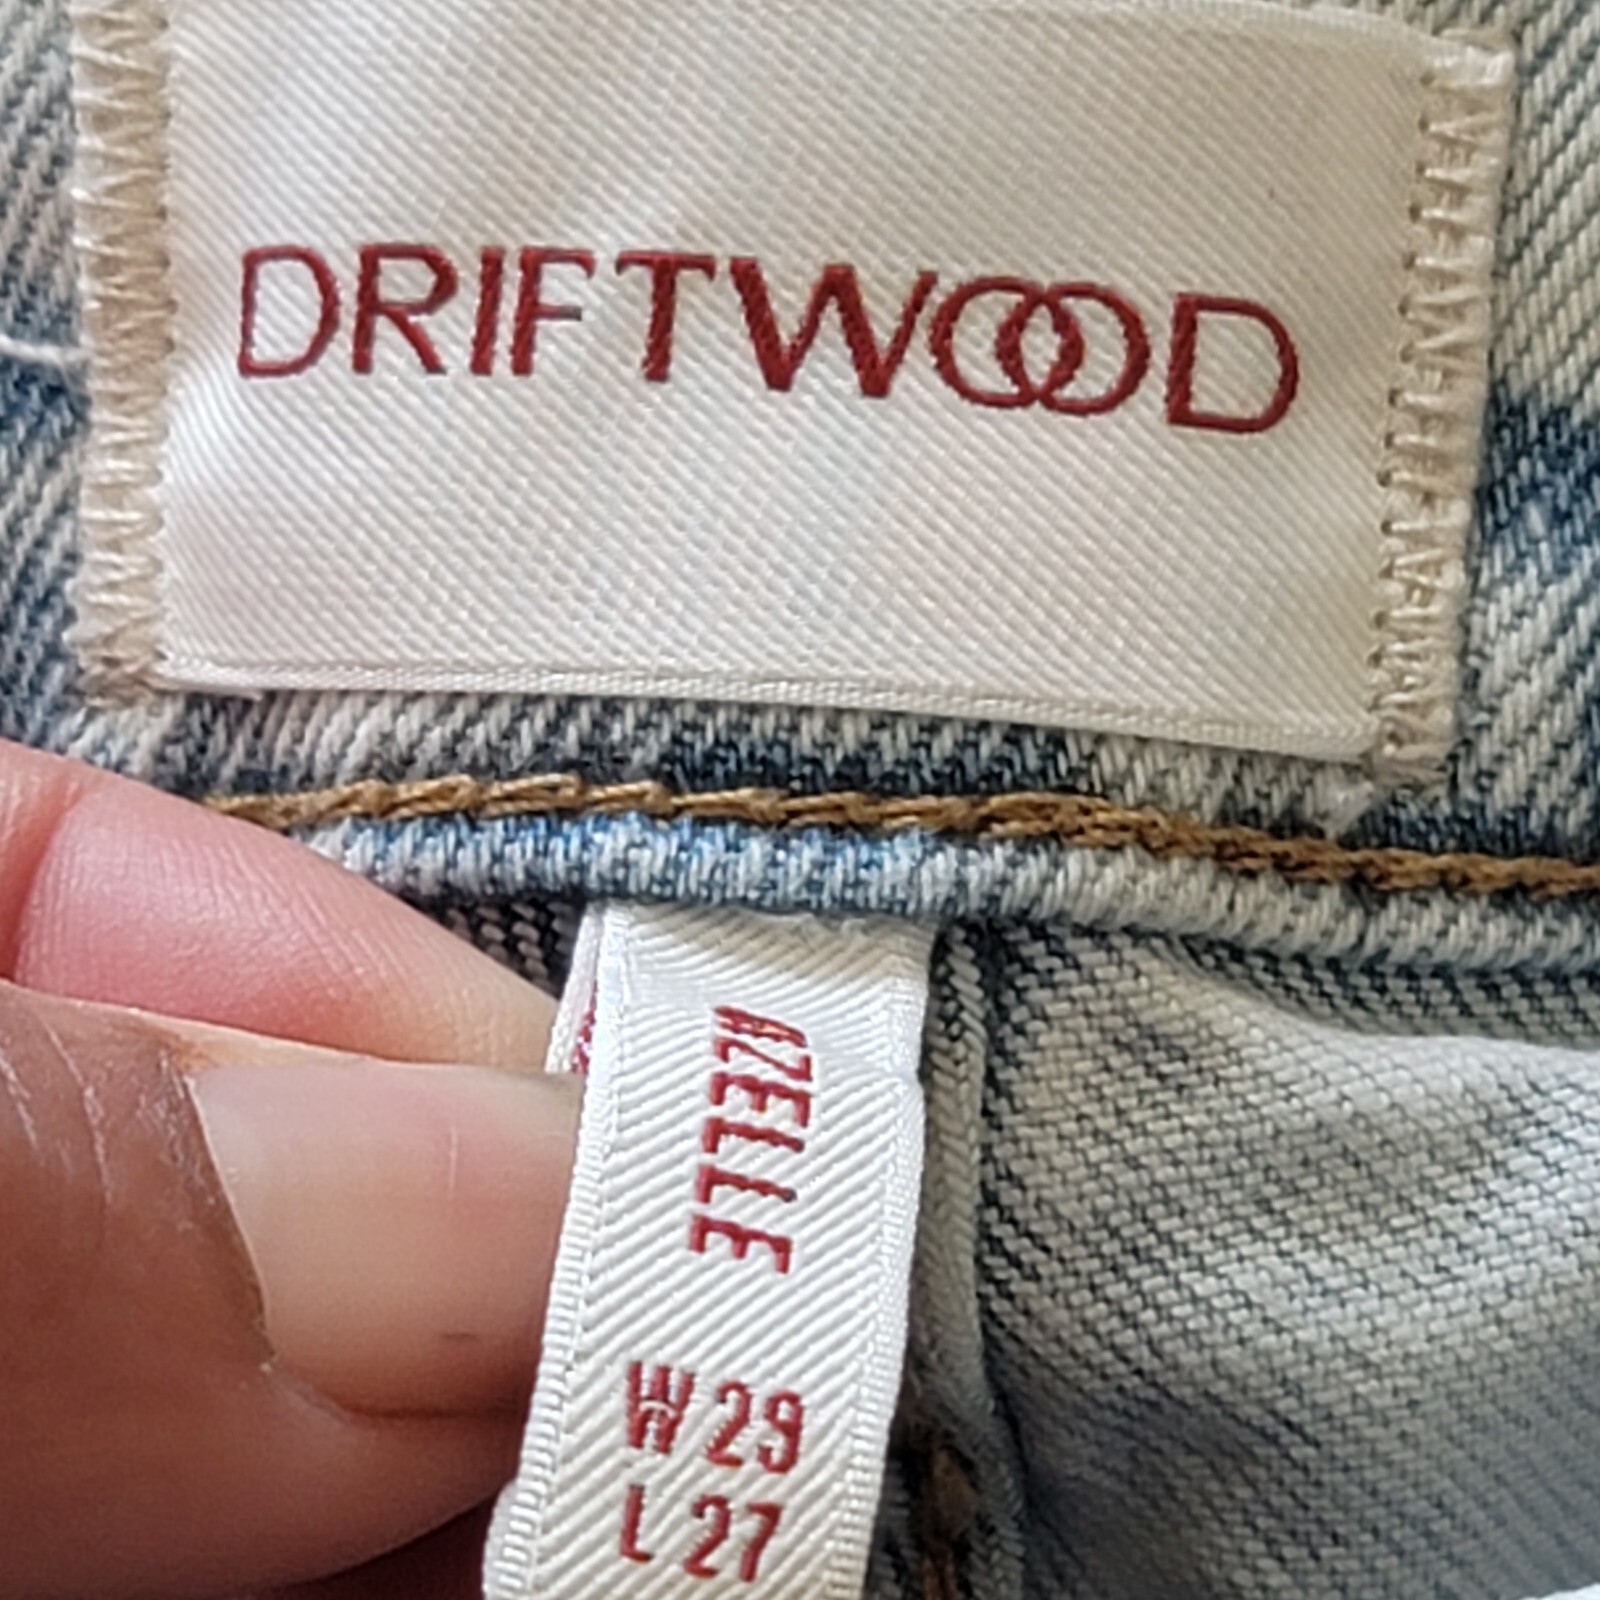 DRIFTWOOD
AZELLE
W 29
L 27